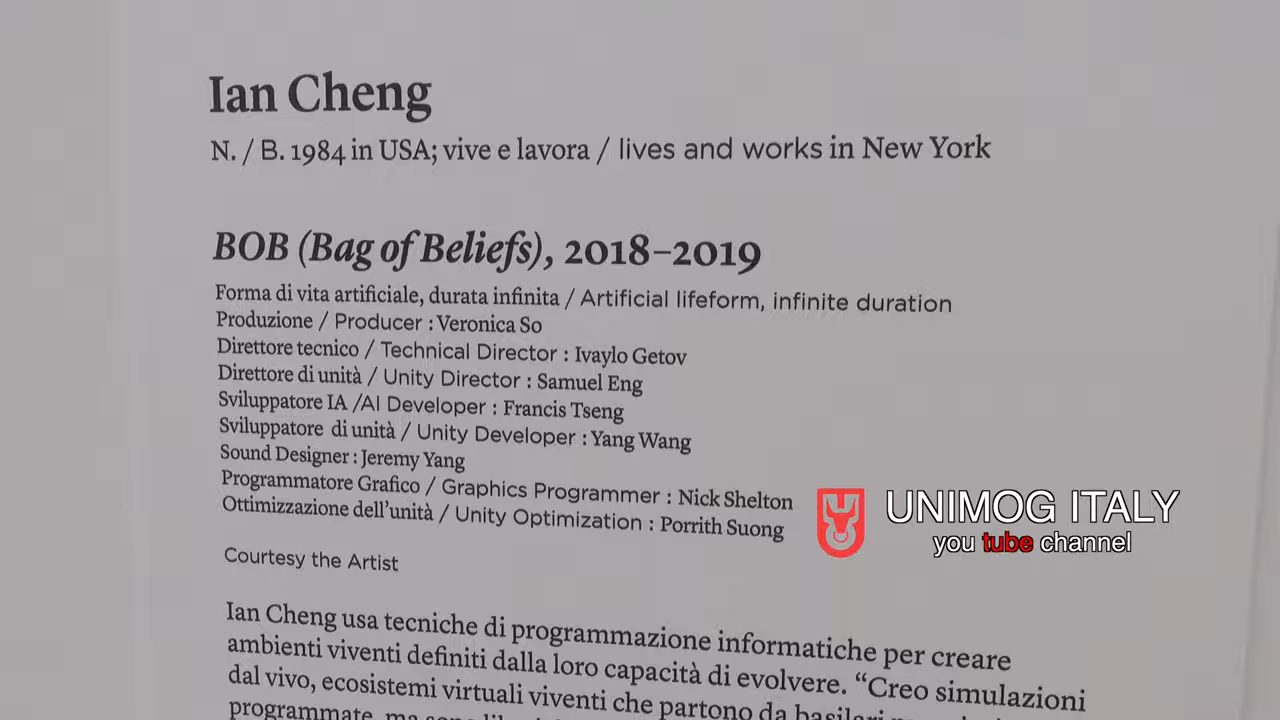 Ian Cheng
N. / B. 1984 in USA; vive e lavora / lives and works in New York
BOB (Bag of Beliefs), 2018–2019
Forma di vita artificiale, durata infinita / Artificial lifeform, infinite duration
Produzione / Producer : Veronica So
Direttore tecnico / Technical Director : Ivaylo Getov
Direttore di unità / Unity Director : Samuel Eng
Sviluppatore IA /AI Developer : Francis Tseng
Sviluppatore di unità / Unity Developer : Yang Wang
Sound Designer : Jeremy Yang
Programmatore Grafico / Graphics Programmer : Nick Shelton
Ottimizzazione dell'unità / Unity Optimization : Porrith Suong
UNIMOG ITALY
you tube channel
Courtesy the Artist
Ian Cheng usa tecniche di programmazione informatiche per creare
ambienti viventi definiti dalla loro capacità di evolvere. “Creo simulazioni
dal vivo, ecosistemi virtuali viventi che partono da basilari
programmate, ma sono